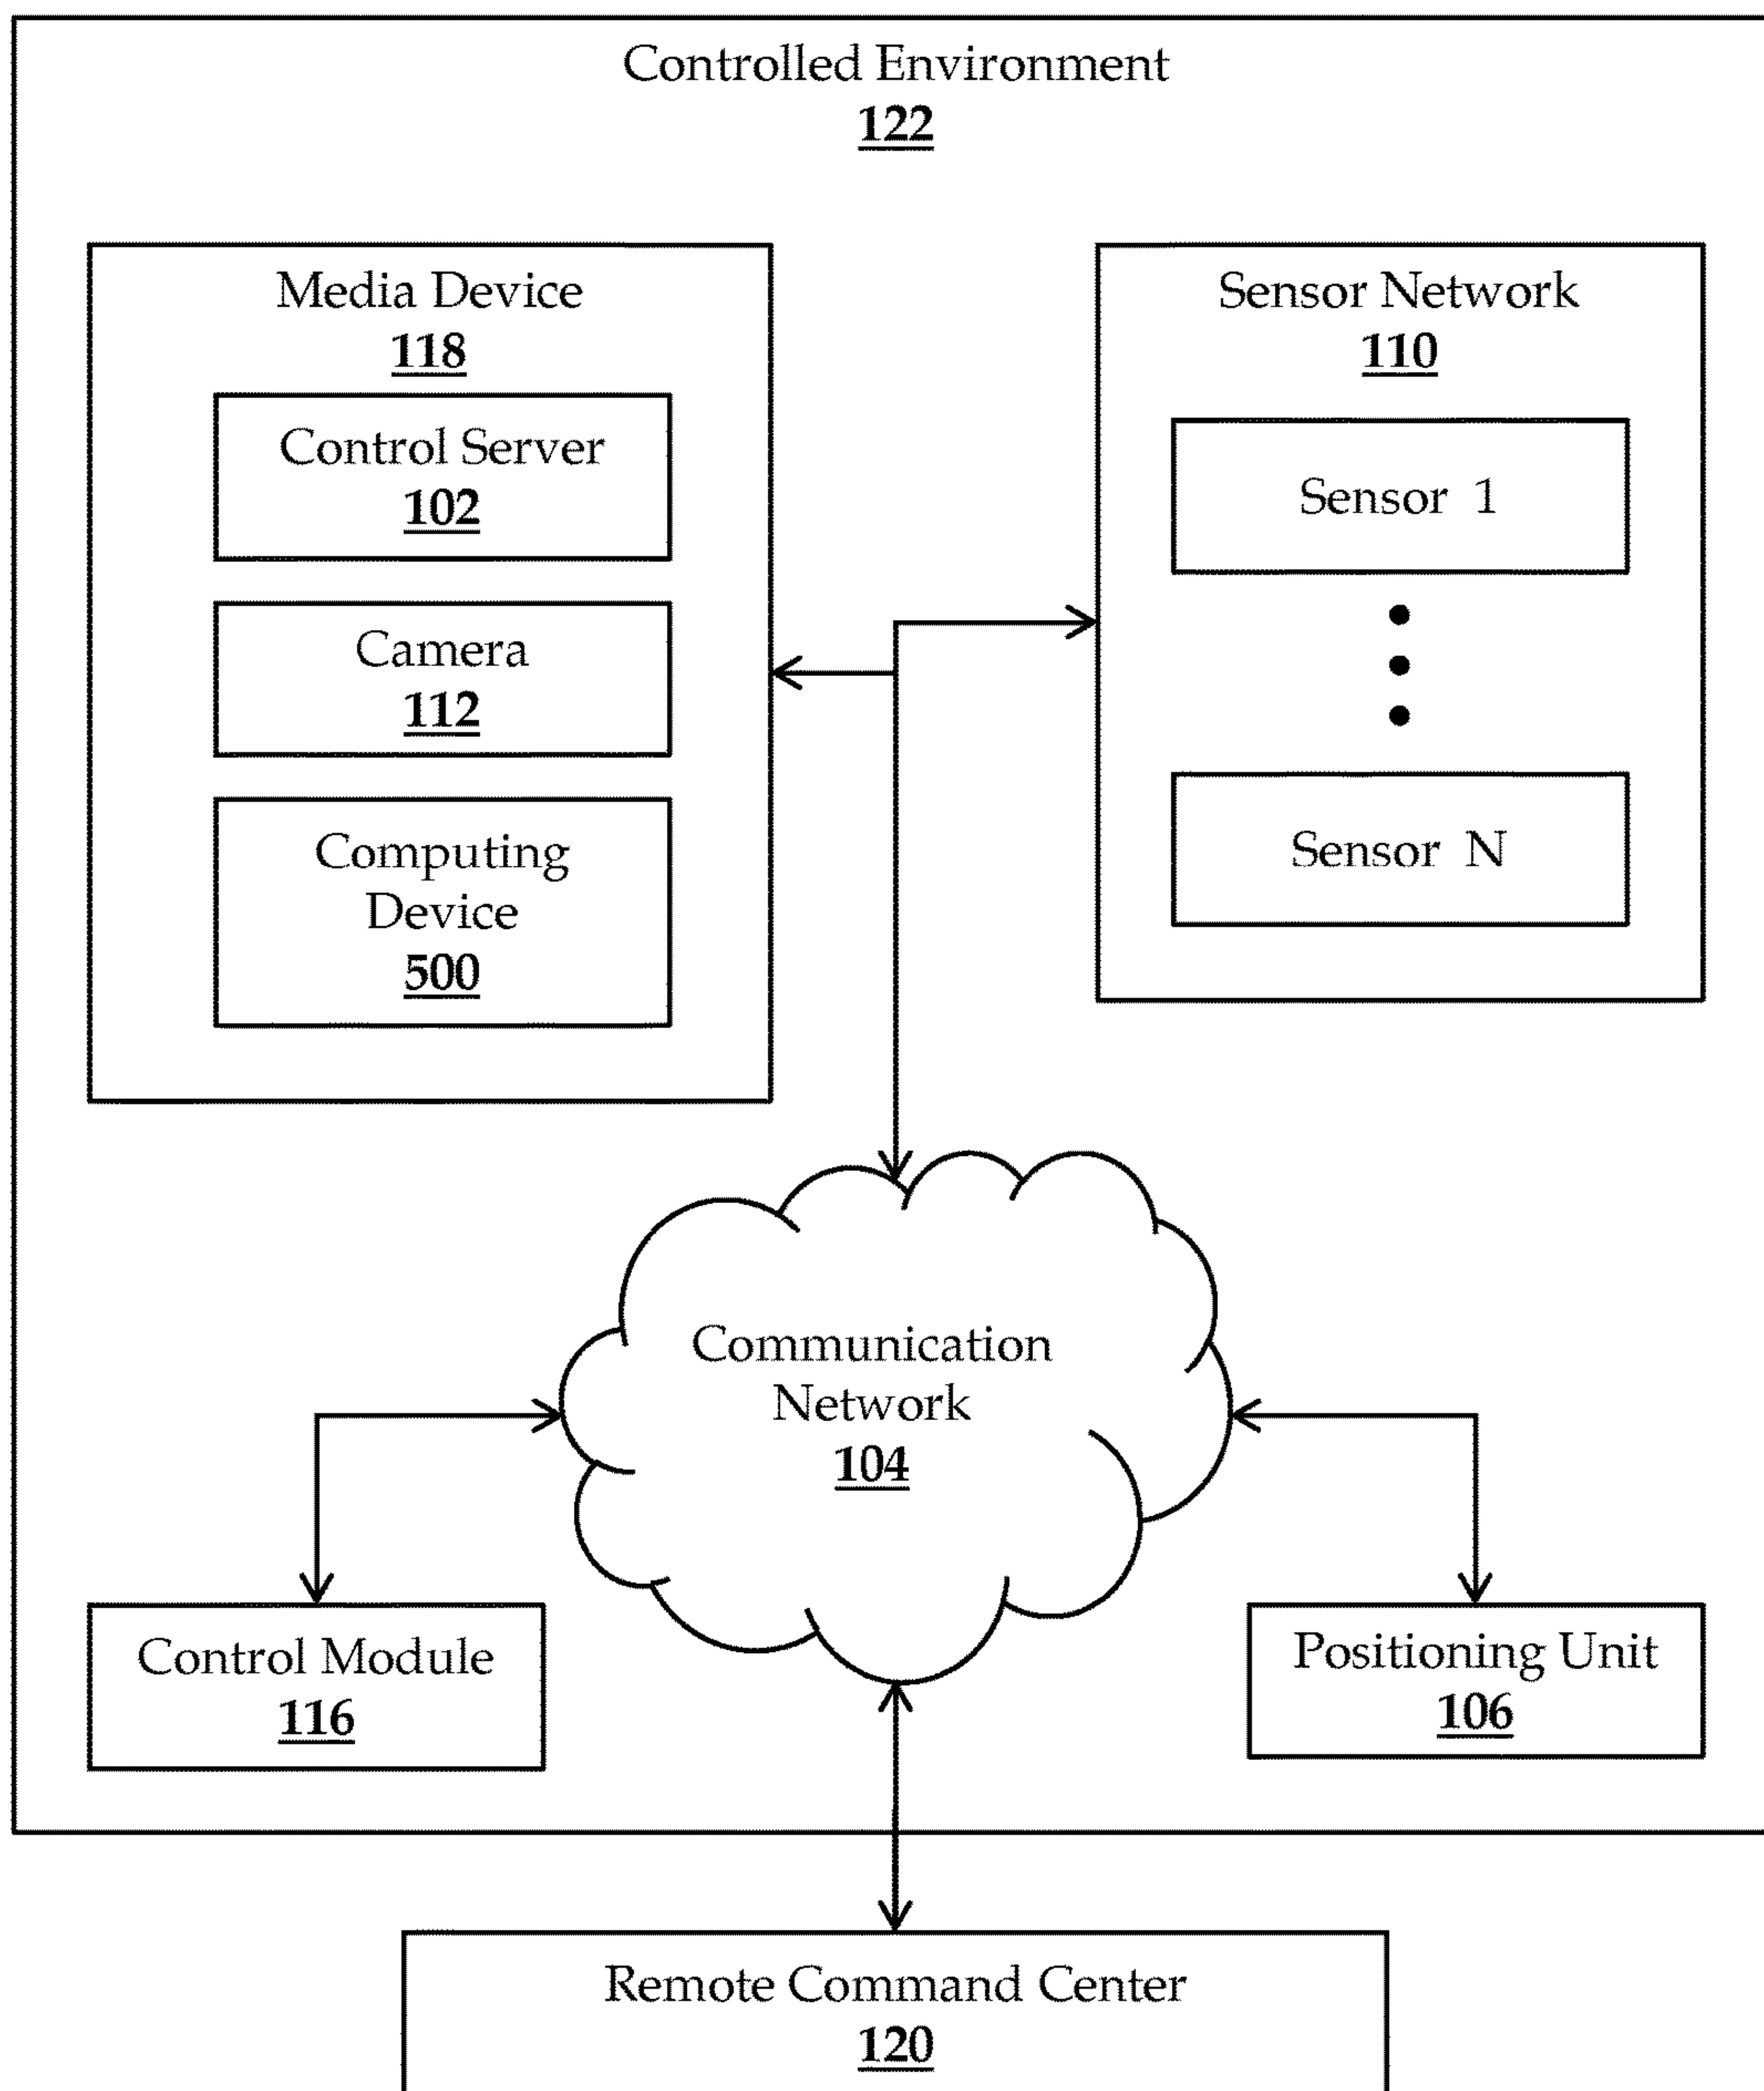 Controlled Environment
122
Media Device
118
Control Server
102
Camera
112
Computing
Device
500
Sensor Network
110
Sensor 1
Sensor N
Communication
Network
104
Control Module
116
Positioning Unit
106
Remote Command Center
120